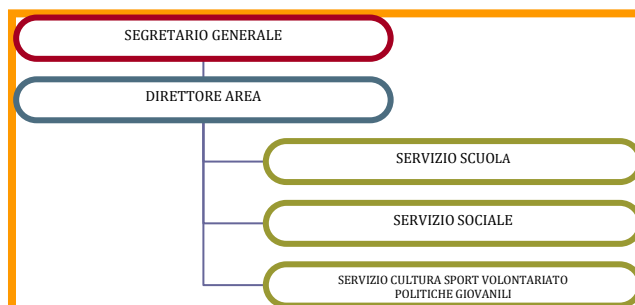 SEGRETARIO GENERALE
DIRETTORE AREA
SERVIZIO SCUOLA
SERVIZIO SOCIALE
SERVIZIO CULTURA SPORT VOLONTARIATO
POLITICHE GIOVANILI